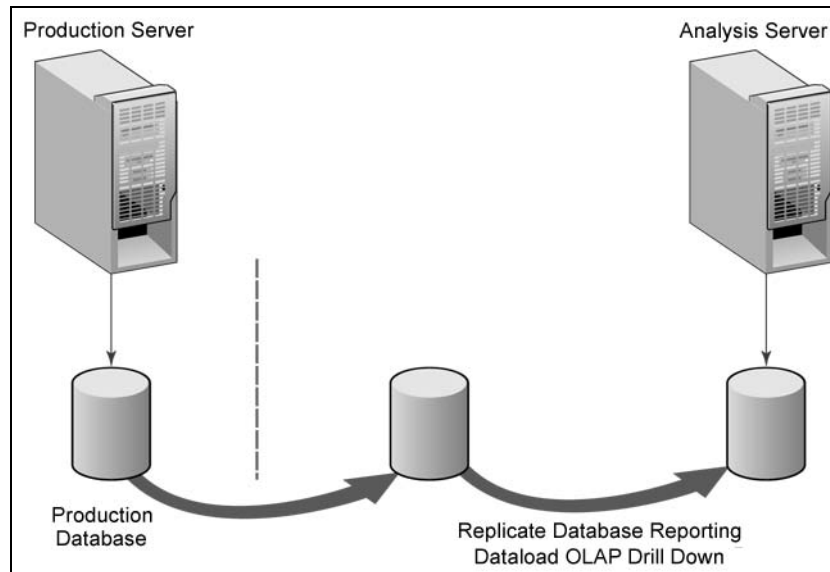 Production Server
Analysis Server
Production
Database
Replicate Database Reporting
Dataload OLAP Drill Down